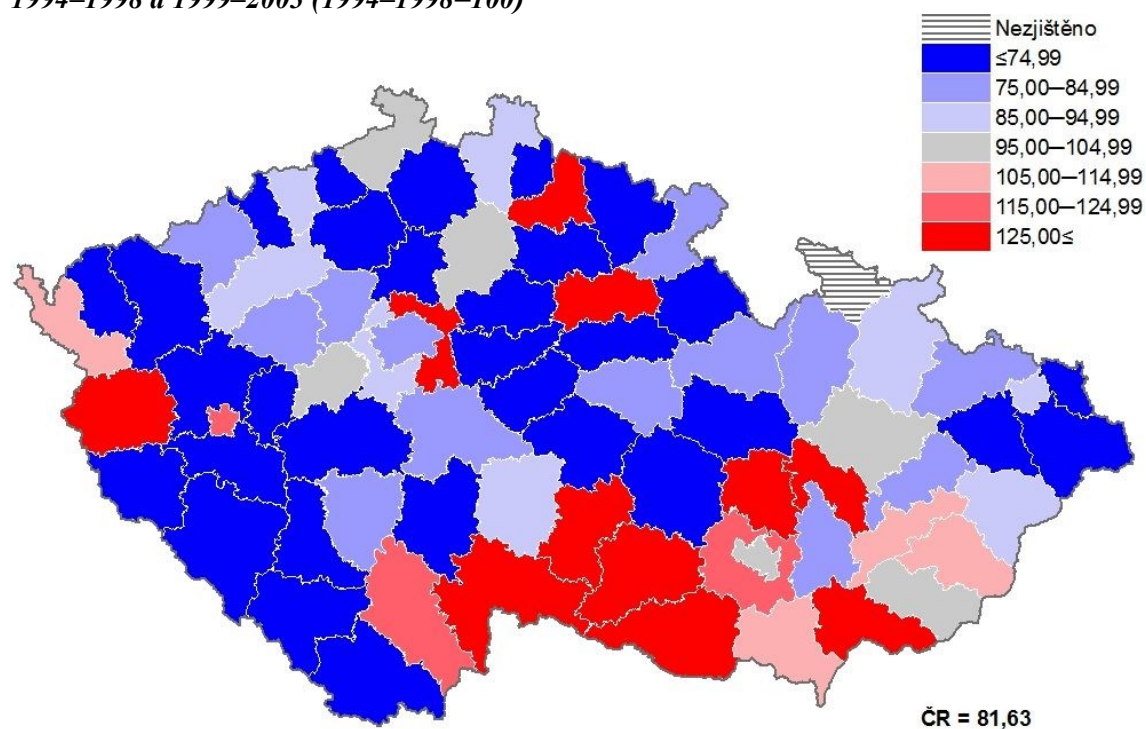 1994–1998 a 1999–2003 (1994–1998=100)
Nezjištěno
≤74,99
75,00—84,99
85,00—94,99
95,00—104,99
105,00—114,99
115,00—124,99
125,00≤
ČR = 81,63